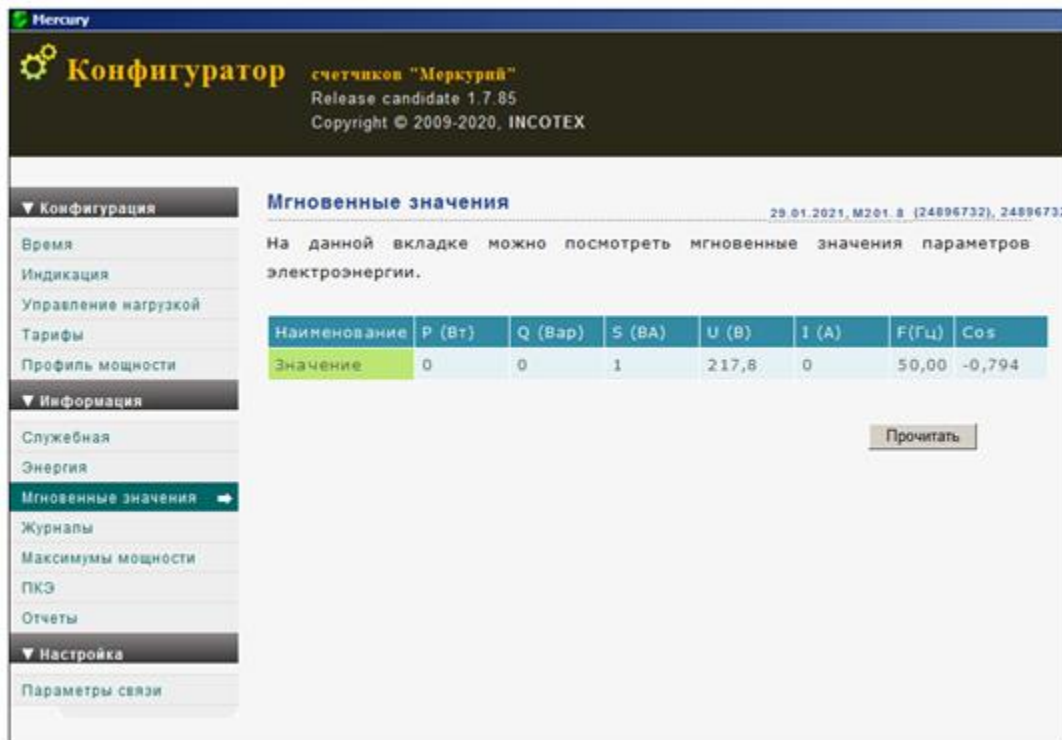 Mercury
Конфигуратор счетчиков "Меркурий"
Release candidate 1.7.85
Copyright © 2009-2020, INCOTEX
▼ Конфигурация
Время
Индикация
Управление нагрузкой
Тарифы
Профиль мощности
▼ Информация
Служебная
Энергия
Мгновенные значения
Журналы
Максимумы мощности
ПКЭ
Отчеты
▼ Настройка
Параметры связи
Мгновенные значения
29.01.2021, M201.8 (24896732), 2489673
На данной вкладке можно посмотреть мгновенные значения параметров
электроэнергии.
Наименование P (Вт) Q (Вар) S (ВА) U (В) I (А) F(Гц) Cos
Значение 0 0 1 217,8 0 50,00 -0,794
Прочитать